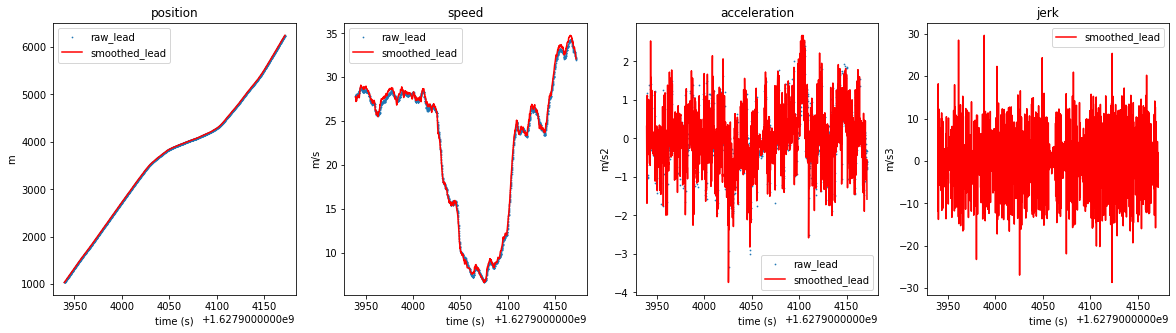 position
raw_lead
smoothed_lead
6000
5000
4000
3000
2000
1000
m
3950 4000 4050 4100 4150
time (s) +1.6279000000e9
speed
raw_lead
smoothed_lead
35
30
25
20
15
10
m/s
3950 4000 4050 4100 4150
time (s) +1.6279000000e9
acceleration
2
1
0
−1
−2
−3
−4
m/s2
raw_lead
smoothed_lead
3950 4000 4050 4100 4150
time (s) +1.6279000000e9
jerk
smoothed_lead
30
20
10
0
−10
−20
−30
m/s3
3950 4000 4050 4100 4150
time (s) +1.6279000000e9